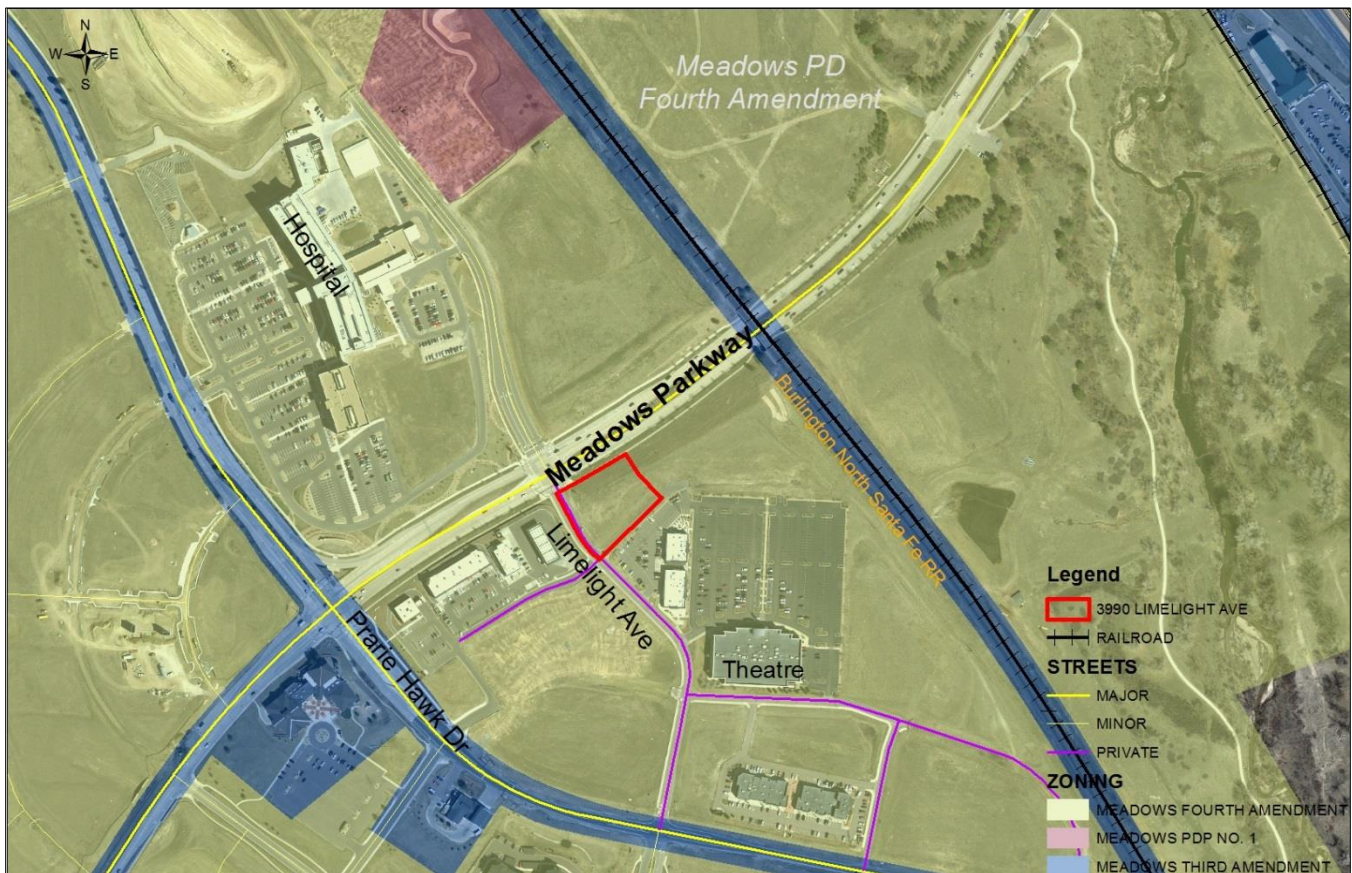 N
W E
S
Meadows PD
Fourth Amendment
Hospital
Meadows Parkway
Burlington North Santa Fe RR
Limelight Ave
Prarie Hawk Dr
Theatre
Legend
3990 LIMELIGHT AVE
RAILROAD
STREETS
MAJOR
MINOR
PRIVATE
ZONING
MEADOWS FOURTH AMENDMENT
MEADOWS PDP NO. 1
MEADOWS THIRD AMENDMENT